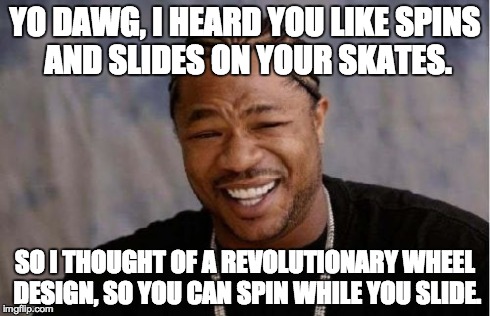 YO DAWG, I HEARD YOU LIKE SPINS
AND SLIDES ON YOUR SKATES.
SO I THOUGHT OF A REVOLUTIONARY WHEEL
DESIGN, SO YOU CAN SPIN WHILE YOU SLIDE.
imgflip.com